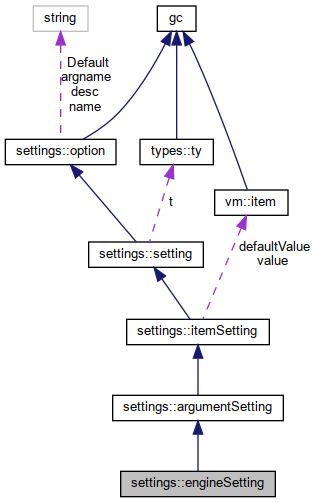 string
gc
Default
argname
desc
name
settings::option
types::ty
vm::item
t
settings::setting
defaultValue
value
settings::itemSetting
settings::argumentSetting
settings::engineSetting